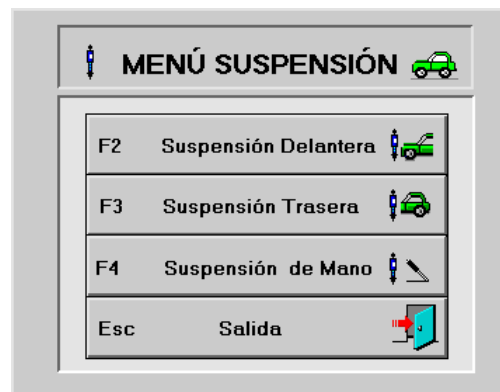 MENÚ SUSPENSIÓN
F2 Suspensión Delantera
F3 Suspensión Trasera
F4 Suspensión de Mano
Esc Salida